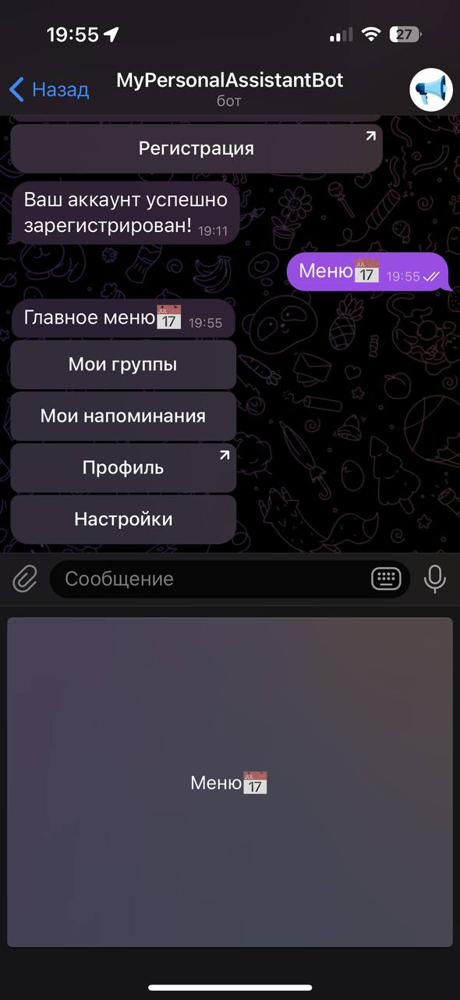 19:55
27
Назад
MyPersonalAssistantBot
бот
Регистрация
Ваш аккаунт успешно
зарегистрирован! 19:11
Меню📅 19:55
Главное меню📅 19:55
Мои группы
Мои напоминания
Профиль
Настройки
Сообщение
Меню📅